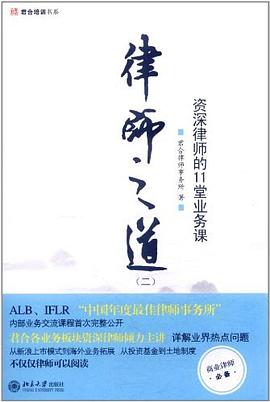 君合培训书系
律师之道
（二）
资深律师的11堂业务课
君合律师事务所 著
ALB、IFLR “中国年度最佳律师事务所”
内部业务交流课程首次完整公开
君合各业务板块资深律师倾力主讲 详解业界热点问题
从新浪上市模式到海外业务拓展 从投资基金到土地制度
不仅仅律师可以阅读
商业律师
必备
北京大学出版社
PEKING UNIVERSITY PRESS